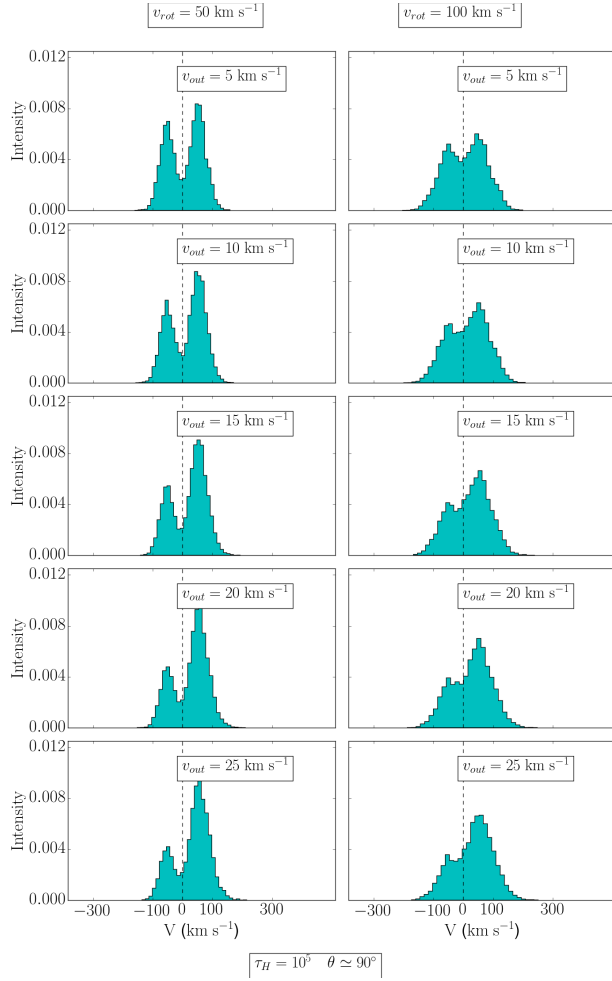 v_rot = 50 km s⁻¹ v_rot = 100 km s⁻¹
0.012
0.008
0.004
0.000
Intensity
v_out = 5 km s⁻¹ v_out = 5 km s⁻¹
0.012
0.008
0.004
0.000
Intensity
v_out = 10 km s⁻¹ v_out = 10 km s⁻¹
0.012
0.008
0.004
0.000
Intensity
v_out = 15 km s⁻¹ v_out = 15 km s⁻¹
0.012
0.008
0.004
0.000
Intensity
v_out = 20 km s⁻¹ v_out = 20 km s⁻¹
0.012
0.008
0.004
0.000
Intensity
v_out = 25 km s⁻¹ v_out = 25 km s⁻¹
−300 −100 0 100 300 −300 −100 0 100 300
V (km s⁻¹) V (km s⁻¹)
τ_H = 10⁵ θ ≃ 90°